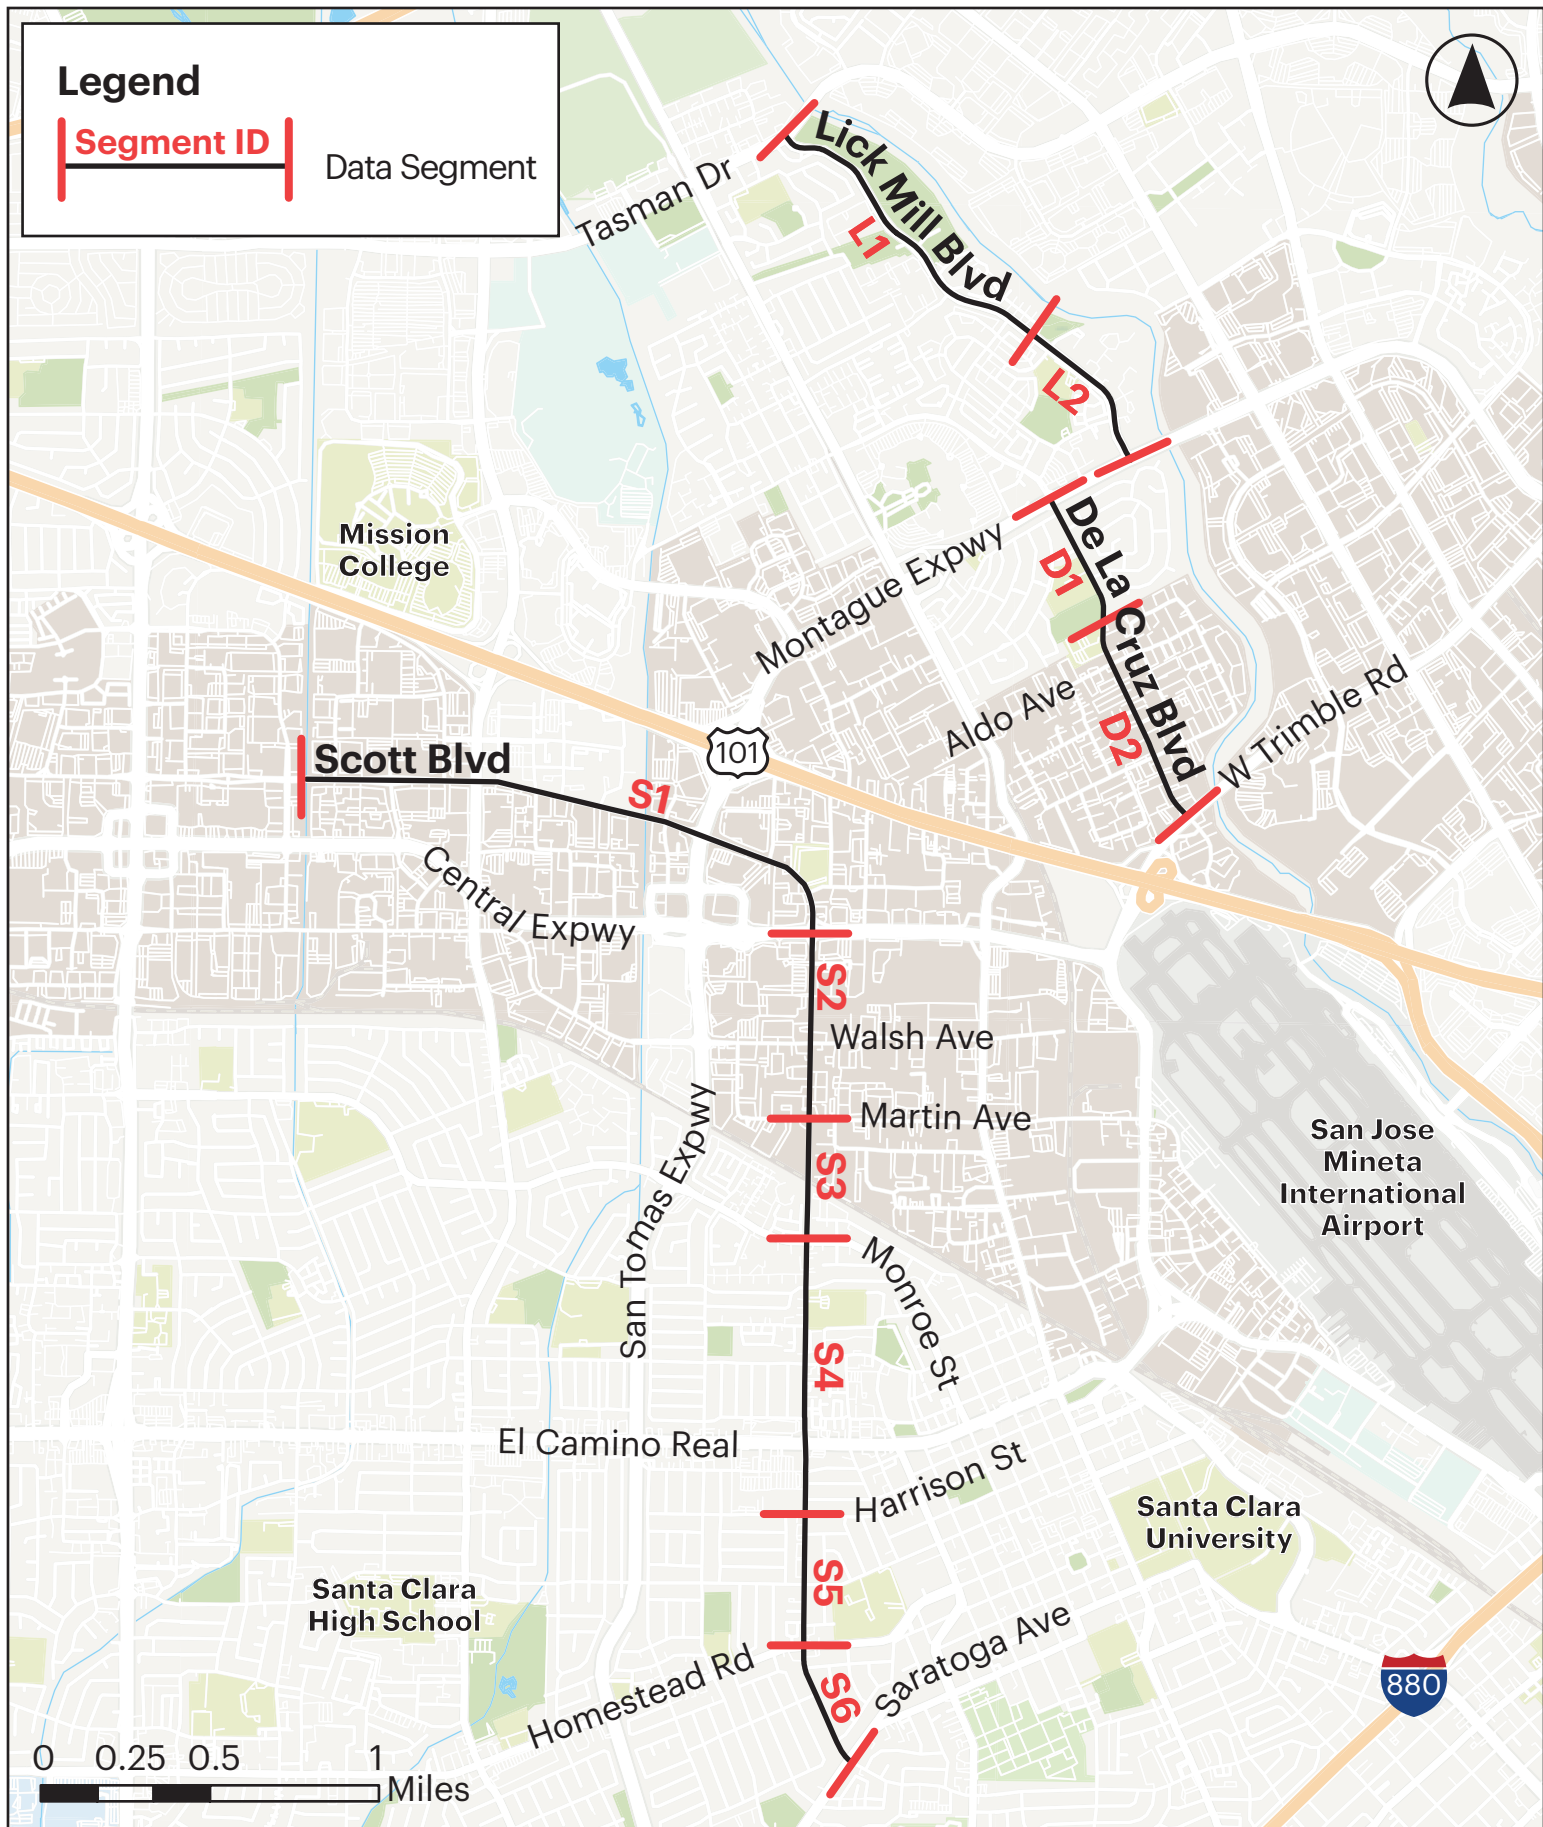 Legend
Segment ID
Data Segment
Tasman Dr
Lick Mill Blvd
L1
L2
Mission
College
Montague Expwy
De La Cruz Blvd
D1
Aldo Ave
D2
W Trimble Rd
101
Scott Blvd
S1
Central Expwy
S2
Walsh Ave
Martin Ave
San Tomas Expwy
S3
San Jose
Mineta
International
Airport
Monroe St
S4
El Camino Real
Harrison St
Santa Clara
University
S5
Santa Clara
High School
Homestead Rd
Saratoga Ave
S6
880
0 0.25 0.5 1
Miles